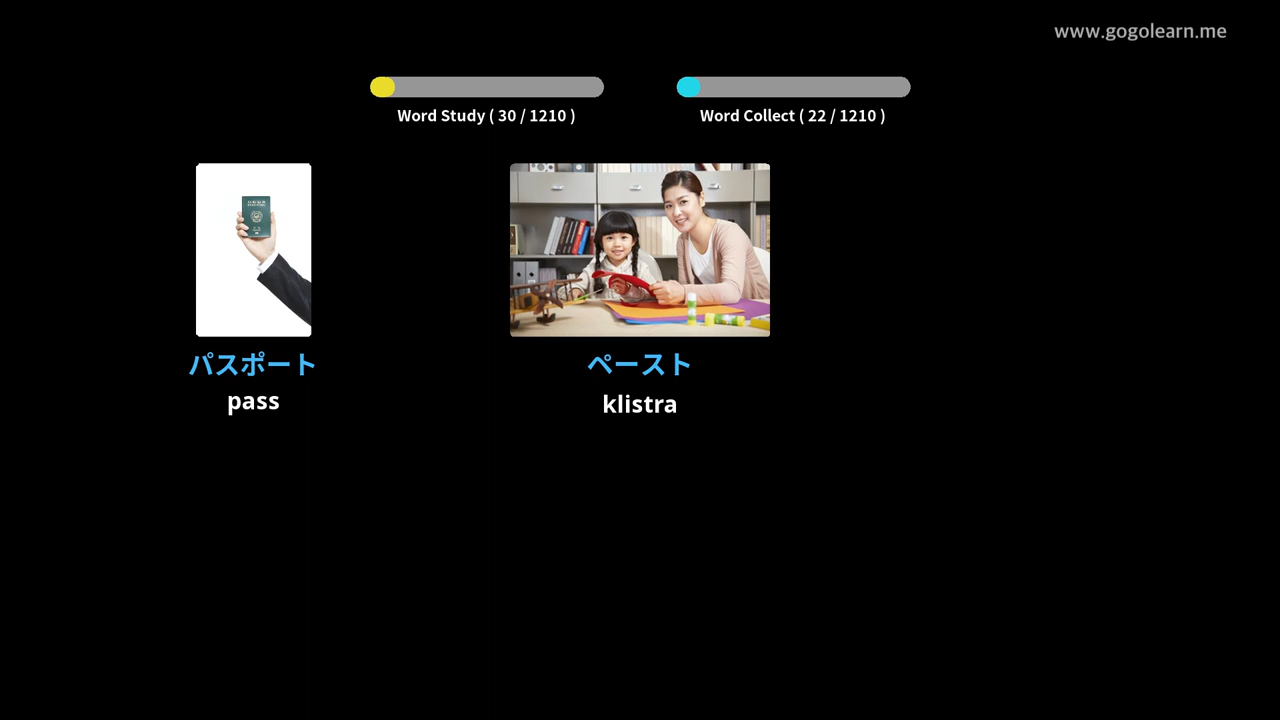 www.gogolearn.me
Word Study ( 30 / 1210 )
Word Collect ( 22 / 1210 )
パスポート
pass
ペースト
klistra